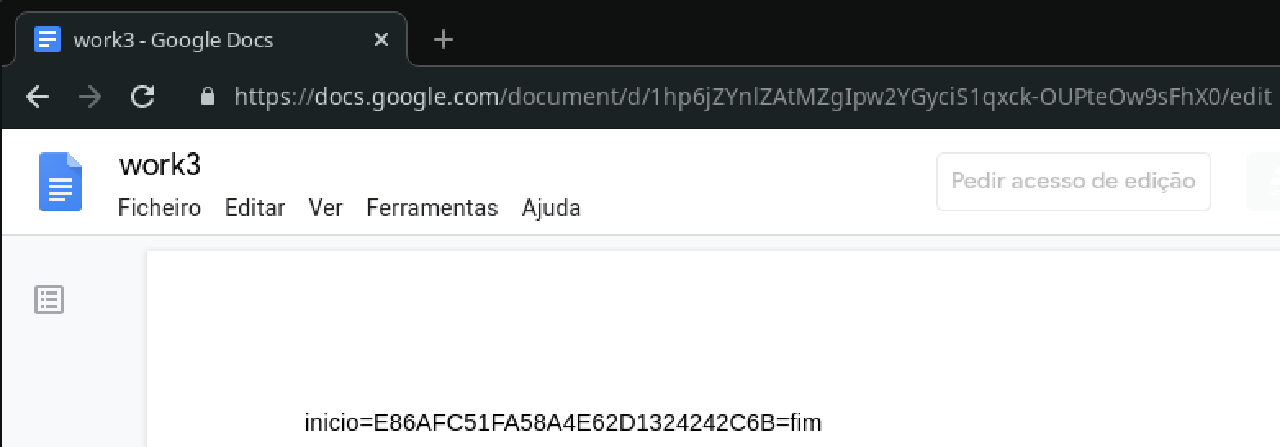 work3 - Google Docs
https://docs.google.com/document/d/1hp6jZYnlZAtMZgIpw2YGyciS1qxck-OUPteOw9sFhX0/edit
work3
Pedir acesso de edição
Ficheiro Editar Ver Ferramentas Ajuda
inicio=E86AFC51FA58A4E62D1324242C6B=fim